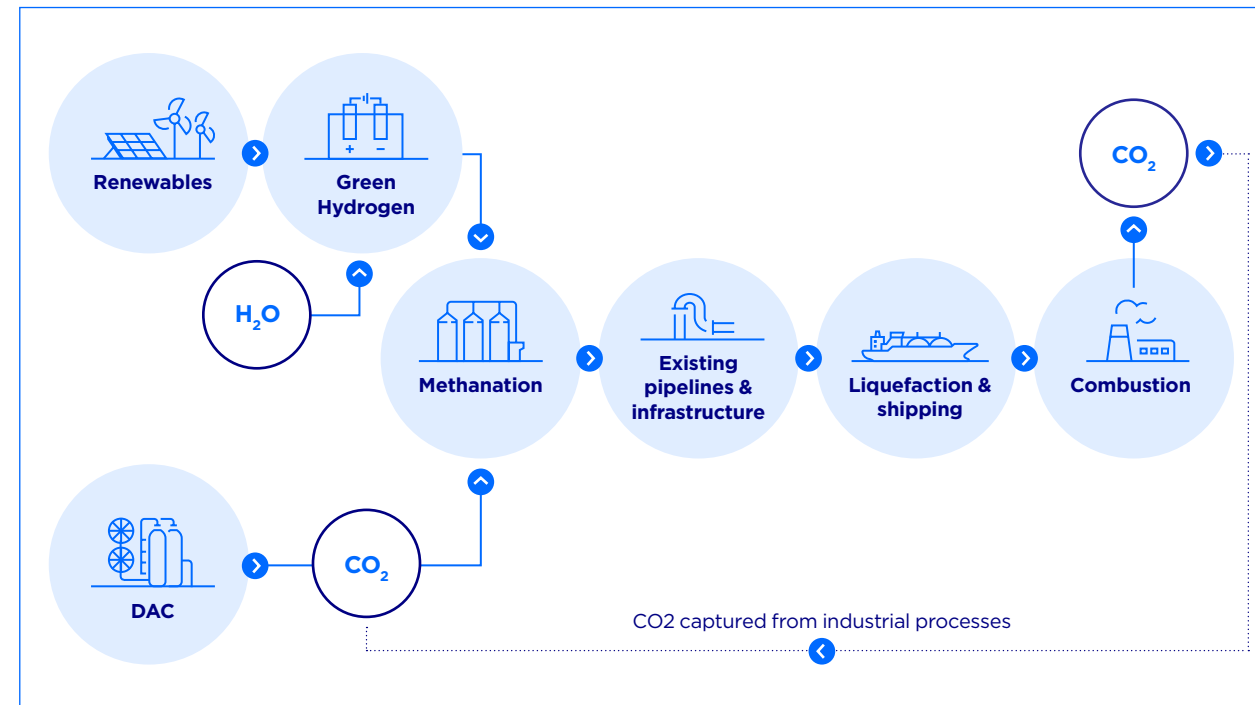 Renewables
Green
Hydrogen
CO₂
H₂O
Methanation
Existing
pipelines &
infrastructure
Liquefaction &
shipping
Combustion
DAC
CO₂
CO2 captured from industrial processes